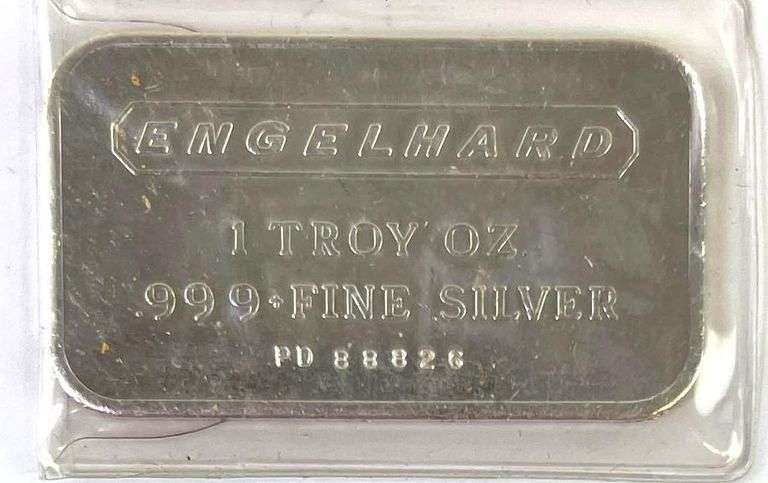 ENGELHARD
1 TROY OZ
.999+ FINE SILVER
PD 88826